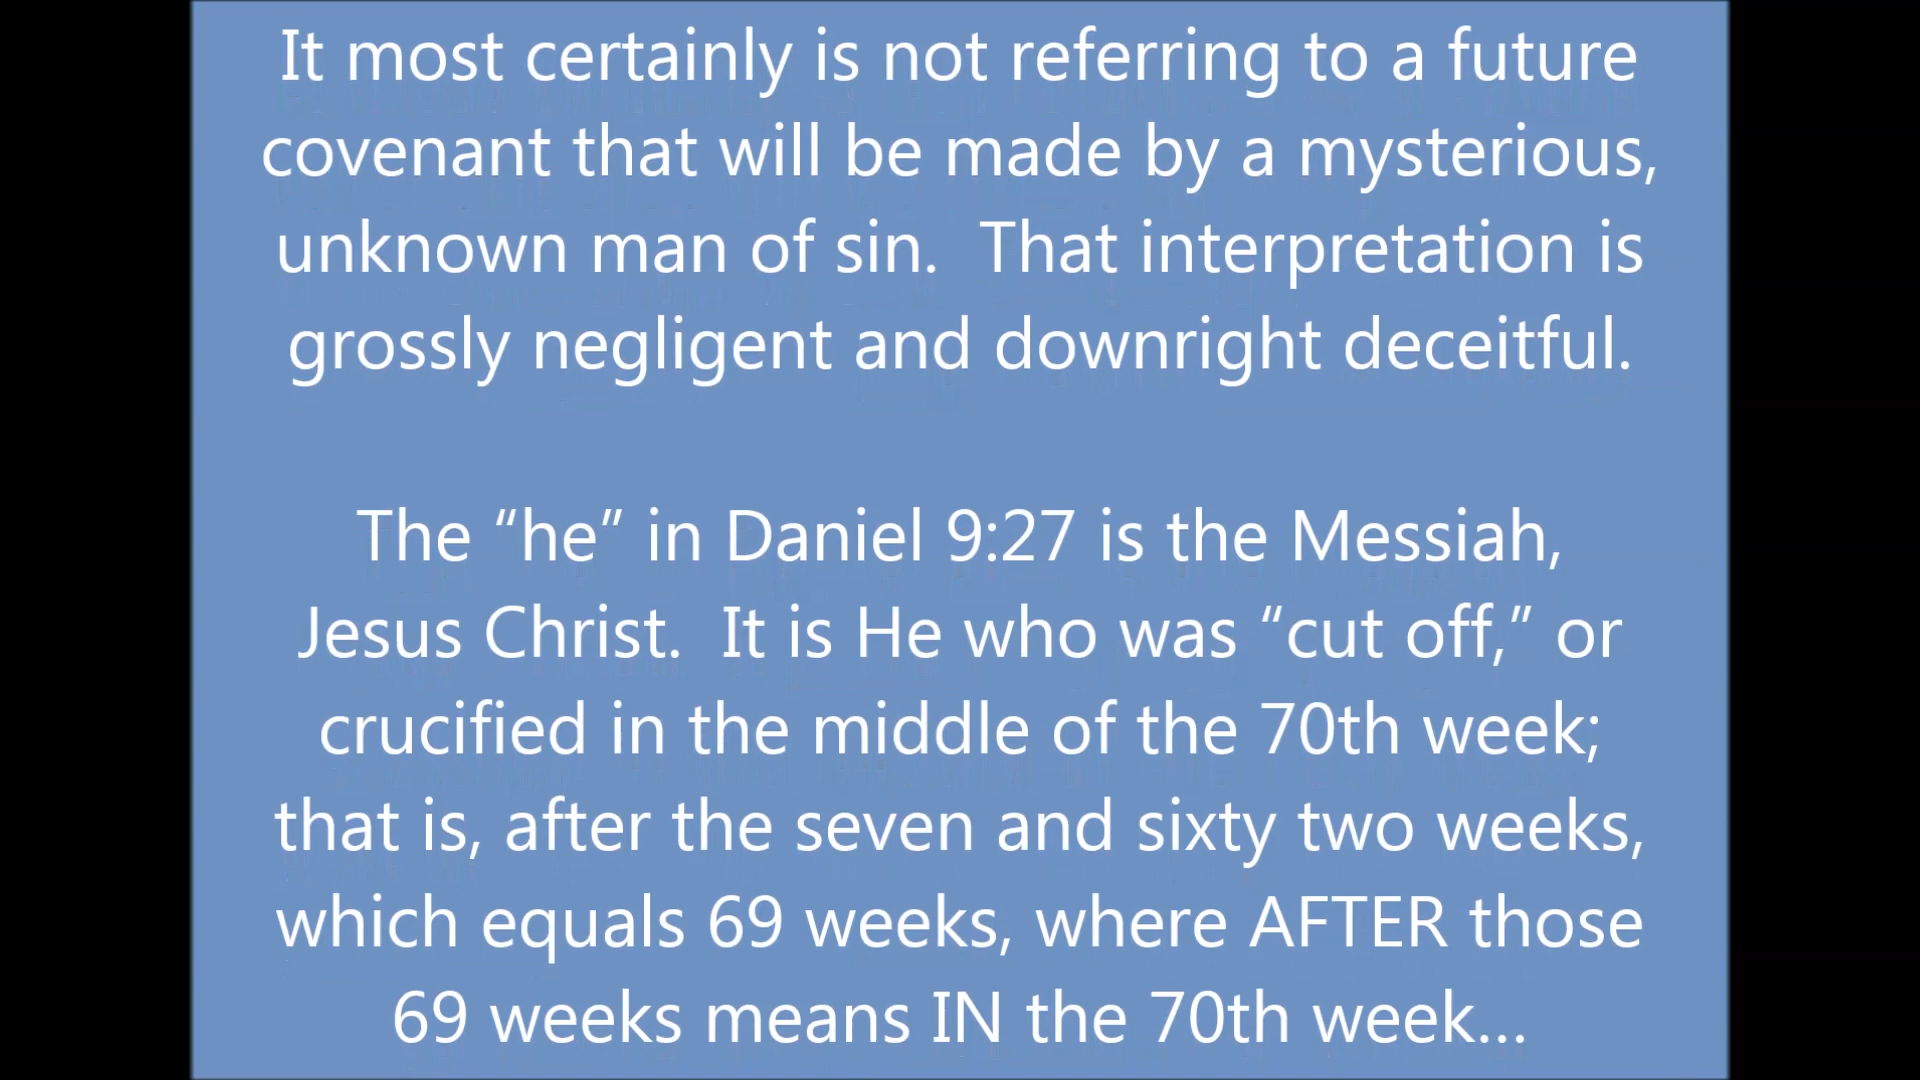 It most certainly is not referring to a future
covenant that will be made by a mysterious,
unknown man of sin.  That interpretation is
grossly negligent and downright deceitful.
The “he” in Daniel 9:27 is the Messiah,
Jesus Christ.  It is He who was “cut off,” or
crucified in the middle of the 70th week;
that is, after the seven and sixty two weeks,
which equals 69 weeks, where AFTER those
69 weeks means IN the 70th week...